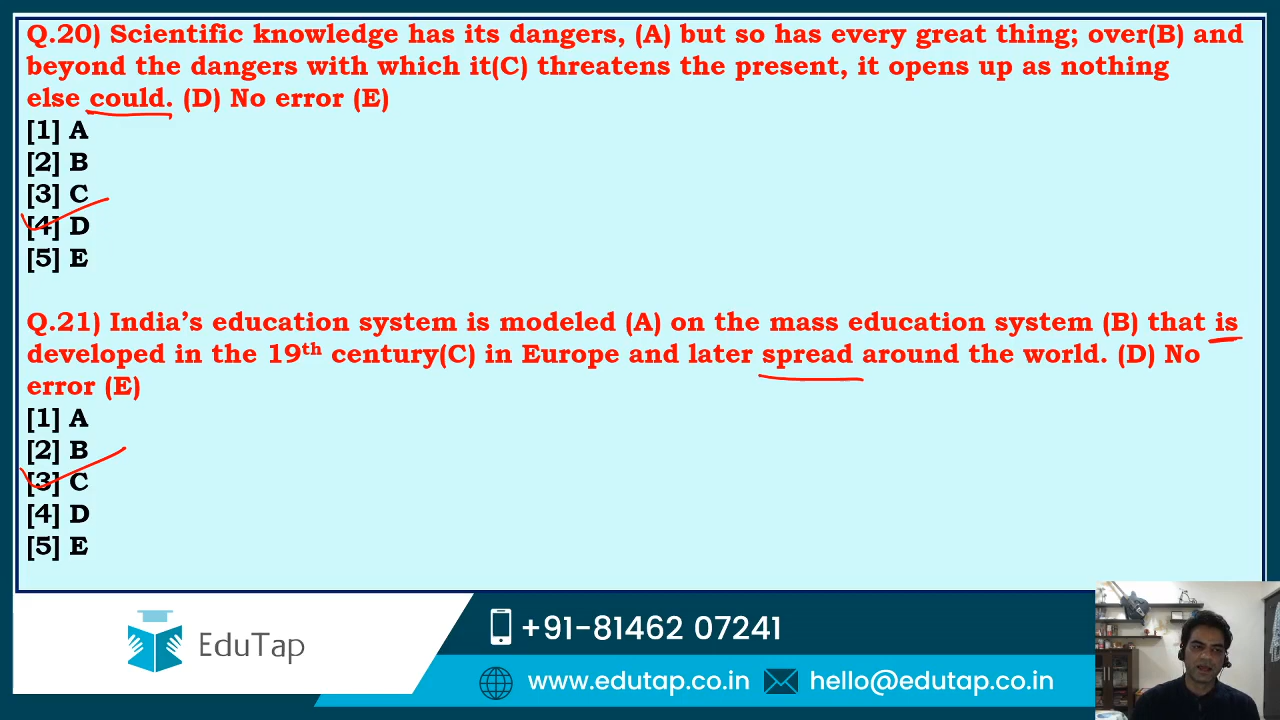 Q.20) Scientific knowledge has its dangers, (A) but so has every great thing; over(B) and
beyond the dangers with which it(C) threatens the present, it opens up as nothing
else could. (D) No error (E)
[1] A
[2] B
[3] C
[4] D
[5] E
Q.21) India’s education system is modeled (A) on the mass education system (B) that is
developed in the 19th century(C) in Europe and later spread around the world. (D) No
error (E)
[1] A
[2] B
[3] C
[4] D
[5] E
EduTap
+91-81462 07241
www.edutap.co.in
hello@edutap.co.in